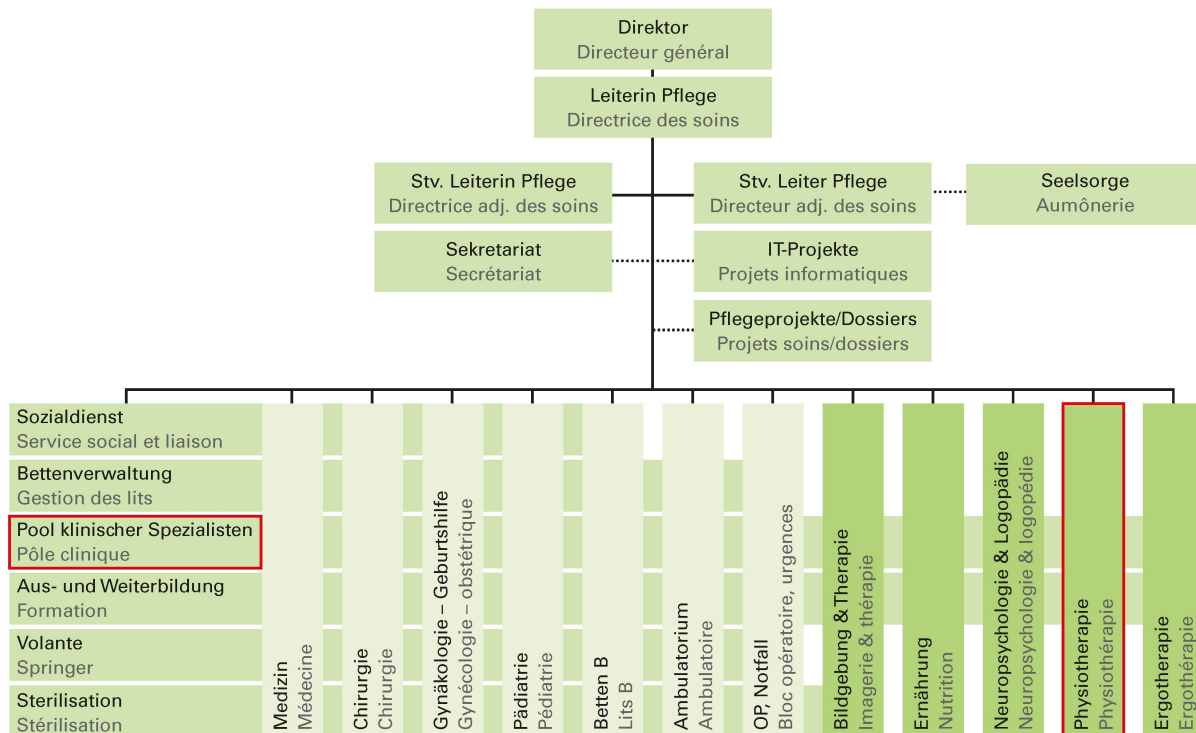 Direktor
Directeur général
Leiterin Pflege
Directrice des soins
Stv. Leiterin Pflege
Directrice adj. des soins
Stv. Leiter Pflege
Directeur adj. des soins
Seelsorge
Aumônerie
Sekretariat
Secrétariat
IT-Projekte
Projets informatiques
Pflegeprojekte/Dossiers
Projets soins/dossiers
Sozialdienst
Service social et liaison
Bettenverwaltung
Gestion des lits
Pool klinischer Spezialisten
Pôle clinique
Aus- und Weiterbildung
Formation
Volante
Springer
Sterilisation
Stérilisation
Medizin
Médecine
Chirurgie
Chirurgie
Gynäkologie – Geburtshilfe
Gynécologie – obstétrique
Pädiatrie
Pédiatrie
Betten B
Lits B
Ambulatorium
Ambulatoire
OP, Notfall
Bloc opératoire, urgences
Bildgebung & Therapie
Imagerie & thérapie
Ernährung
Nutrition
Neuropsychologie & Logopädie
Neuropsychologie & logopédie
Physiotherapie
Physiothérapie
Ergotherapie
Ergothérapie